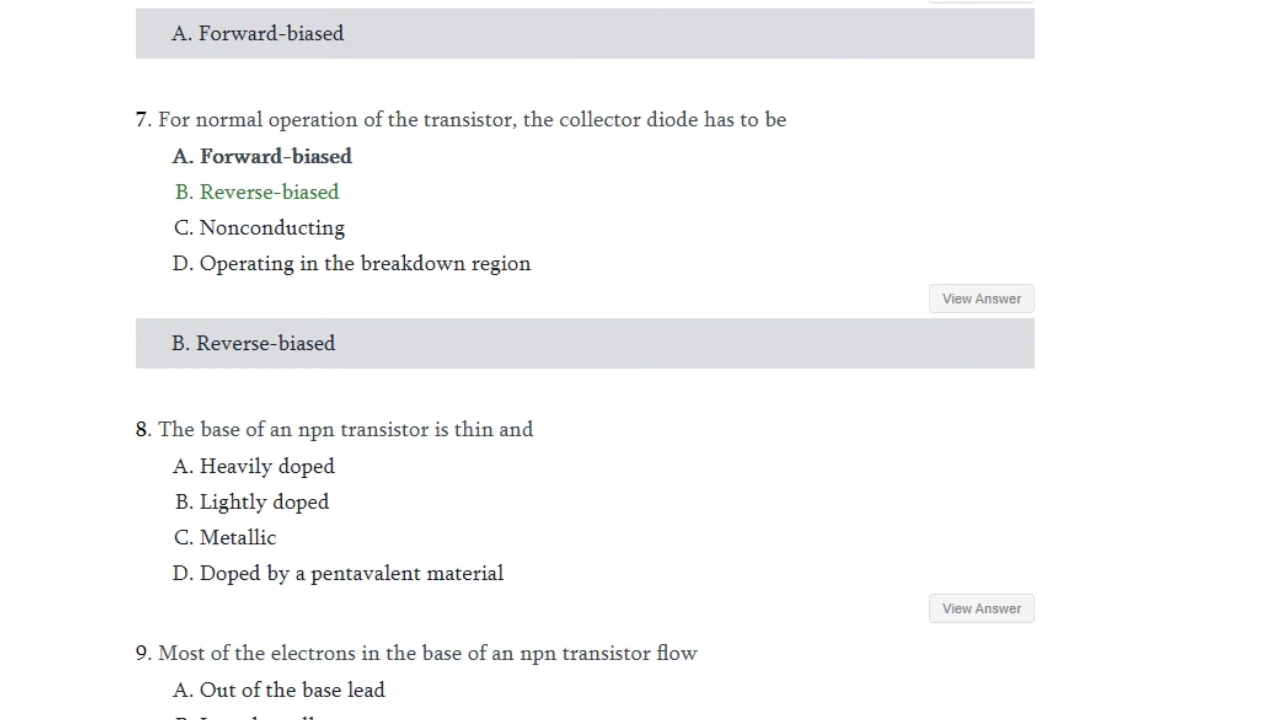 A. Forward-biased
7. For normal operation of the transistor, the collector diode has to be
A. Forward-biased
B. Reverse-biased
C. Nonconducting
D. Operating in the breakdown region
View Answer
B. Reverse-biased
8. The base of an npn transistor is thin and
A. Heavily doped
B. Lightly doped
C. Metallic
D. Doped by a pentavalent material
View Answer
9. Most of the electrons in the base of an npn transistor flow
A. Out of the base lead